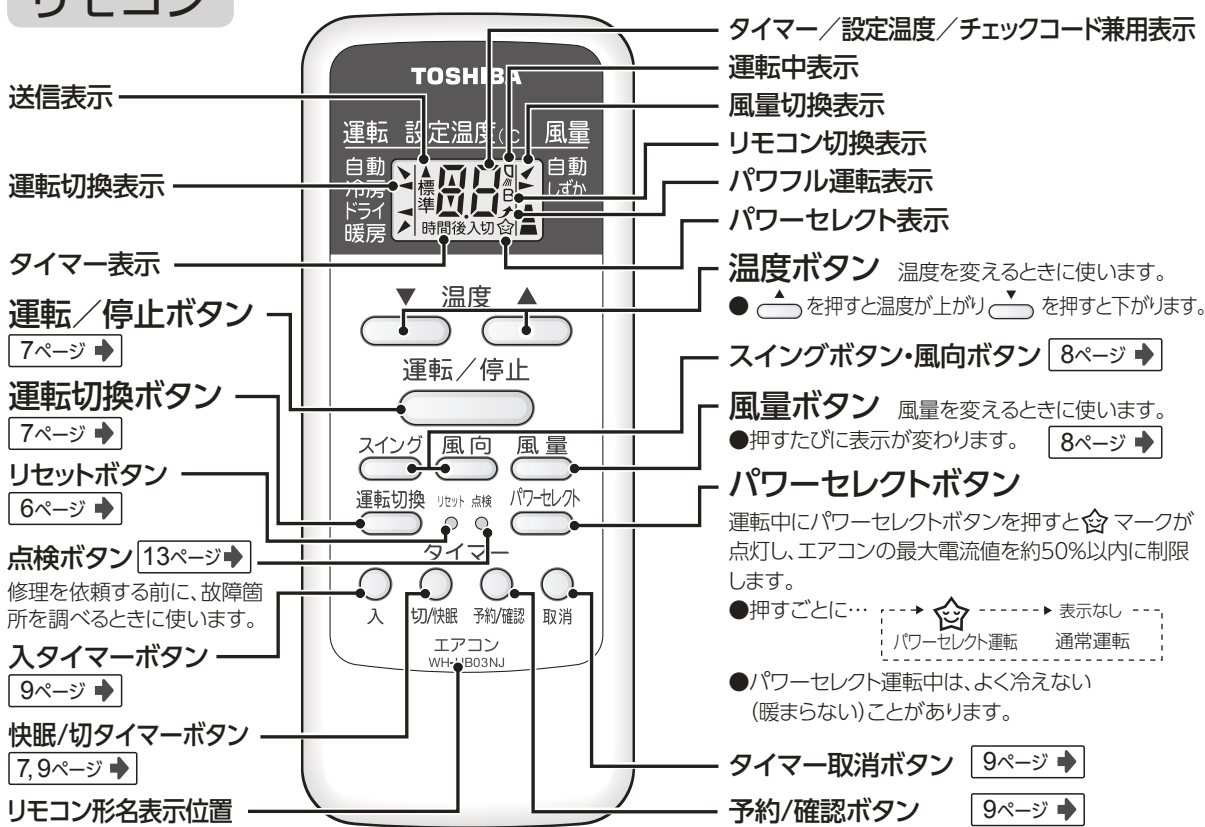 リモコン
送信表示
運転切換表示
タイマー表示
運転／停止ボタン
7ページ
運転切換ボタン
7ページ
リセットボタン
6ページ
点検ボタン 13ページ
修理を依頼する前に、故障箇
所を調べるときに使います。
入タイマーボタン
9ページ
快眠/切タイマーボタン
7, 9ページ
リモコン形名表示位置
TOSHIBA
運転 設定温度(℃ 風量
自動
冷房
ドライ
暖房
標準
8.8
B
時間後入切
自動
しずか
▼ 温度 ▲
運転／停止
スイング 風向 風量
運転切換 リセット 点検 パワーセレクト
タイマー
入 切/快眠 予約/確認 取消
エアコン
WH-UB03NJ
タイマー／設定温度／チェックコード兼用表示
運転中表示
風量切換表示
リモコン切換表示
パワフル運転表示
パワーセレクト表示
温度ボタン 温度を変えるときに使います。
● ▲ を押すと温度が上がり ▼ を押すと下がります。
スイングボタン・風向ボタン 8ページ
風量ボタン 風量を変えるときに使います。
●押すたびに表示が変わります。 8ページ
パワーセレクトボタン
運転中にパワーセレクトボタンを押すと マークが
点灯し、エアコンの最大電流値を約50%以内に制限
します。
●押すごとに… 表示なし
パワーセレクト運転 通常運転
●パワーセレクト運転中は、よく冷えない
（暖まらない）ことがあります。
タイマー取消ボタン 9ページ
予約/確認ボタン 9ページ